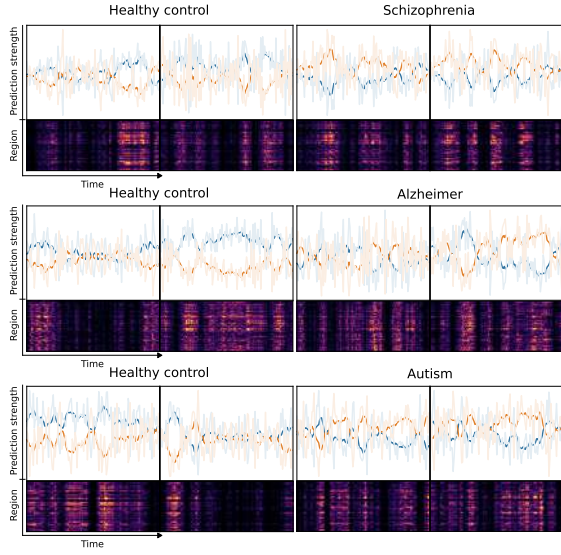 Healthy control
Schizophrenia
Prediction strength
Region
Time
Healthy control
Alzheimer
Prediction strength
Region
Time
Healthy control
Autism
Prediction strength
Region
Time